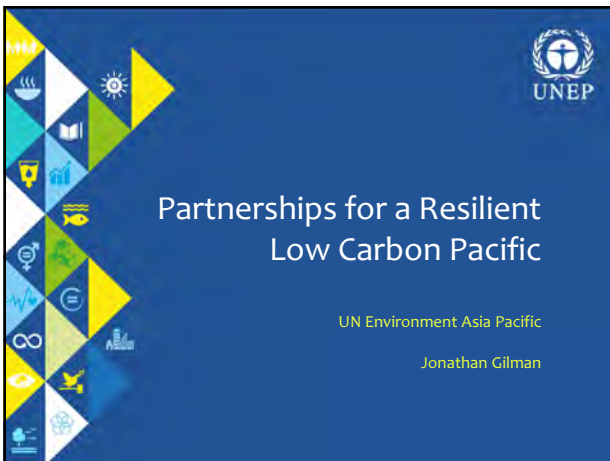 UNEP
Partnerships for a Resilient
Low Carbon Pacific
UN Environment Asia Pacific
Jonathan Gilman